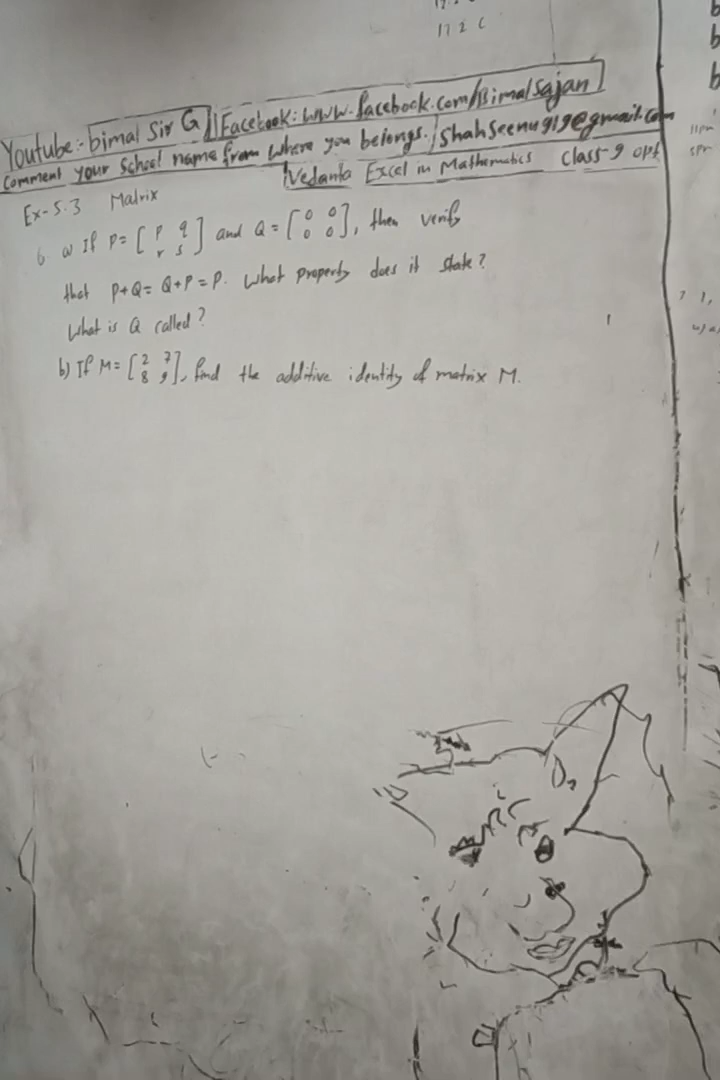 17 2 6
Youtube:- bimal Sir G || Facebook: www.facebook.com/Bimalsajan
Comment your School name from where you belongs. / Shahseenu919@gmail.com
Vedanta Excel in Mathematics Class-9 opt
Ex-5.3 Matrix
6 a) If P = [ p q
r s ] and Q = [ 0 0
0 0 ], then verify
that P+Q = Q+P = P. What property does it state?
What is Q called?
b) If M = [ 2 7
8 9 ], find the additive identity of matrix M.